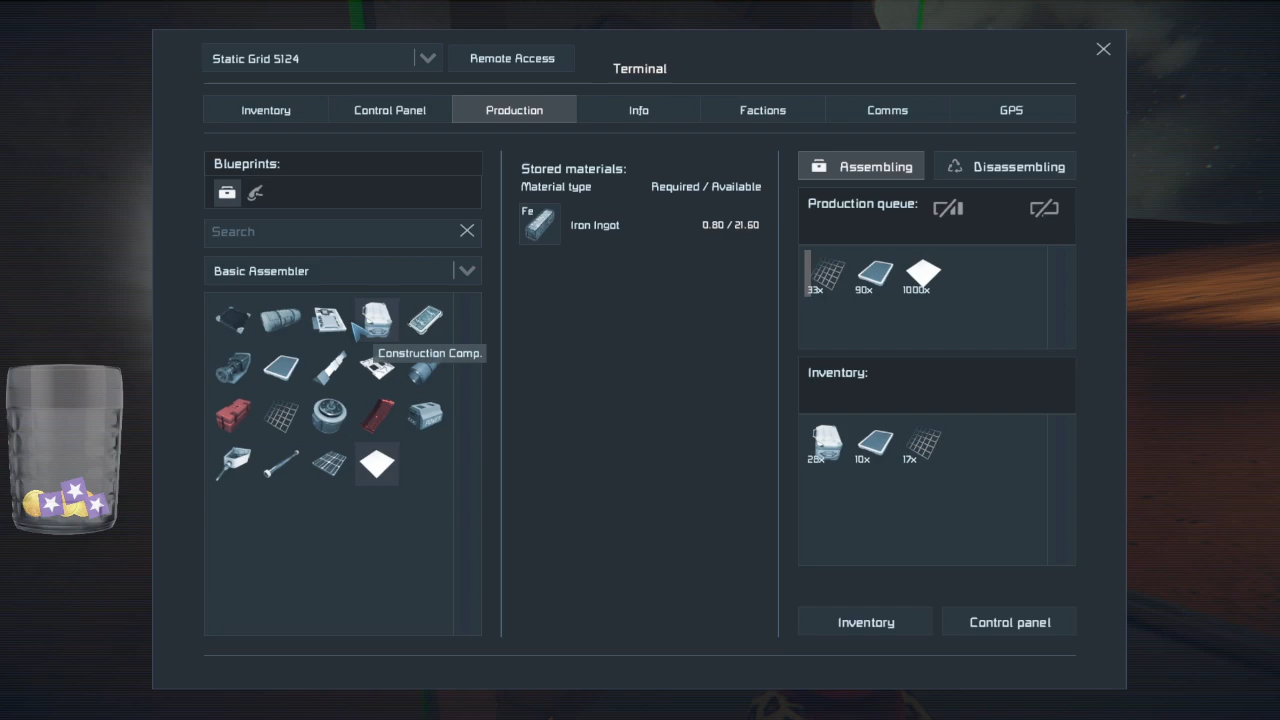 Static Grid 5124
Remote Access
Terminal
Inventory
Control Panel
Production
Info
Factions
Comms
GPS
Blueprints:
Search
Basic Assembler
Construction Comp.
Stored materials:
Material type
Required / Available
Fe
Iron Ingot
0.80 / 21.60
Assembling
Disassembling
Production queue:
33x
90x
1000x
Inventory:
28x
10x
17x
Inventory
Control panel